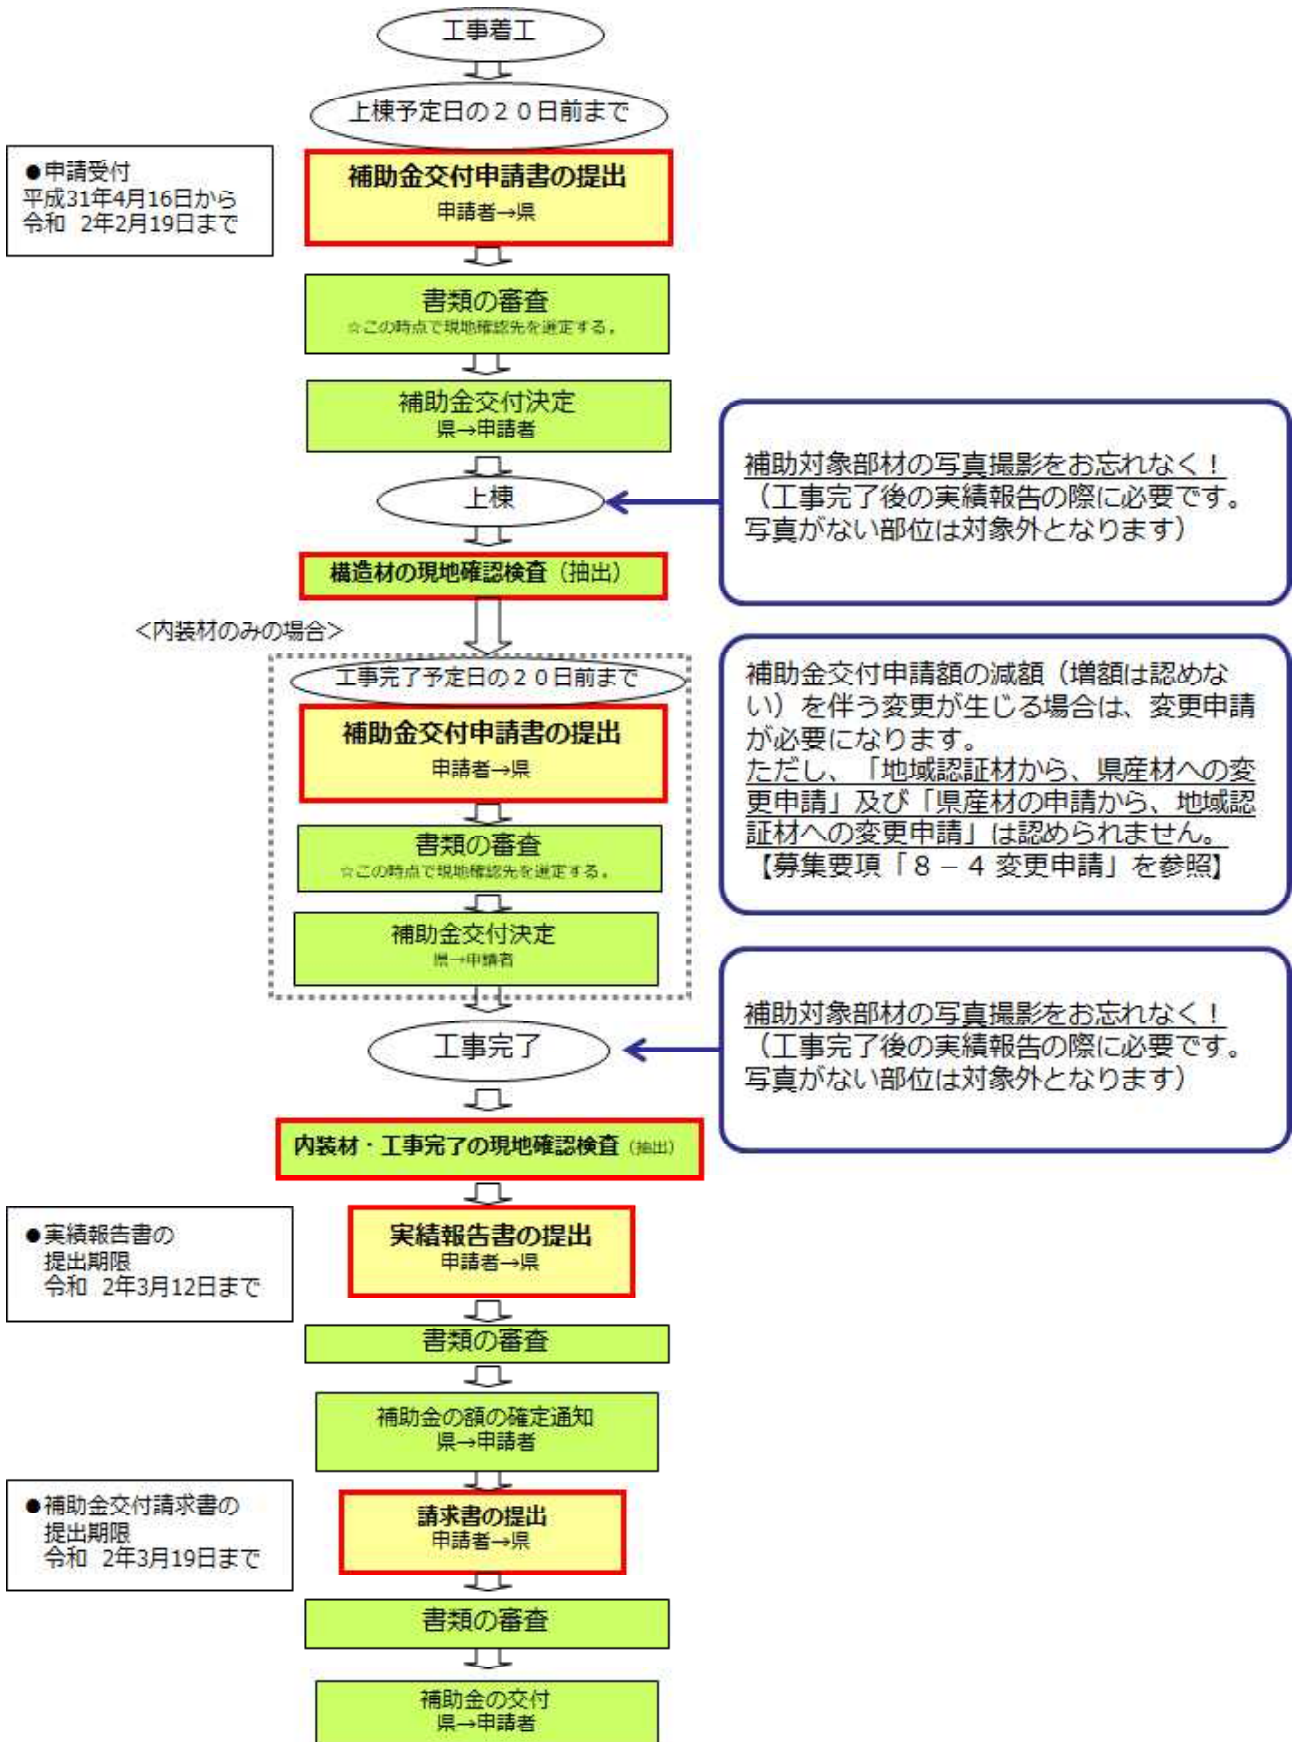 工事着工
上棟予定日の２０日前まで
●申請受付
平成31年4月16日から
令和 2年2月19日まで
補助金交付申請書の提出
申請者→県
書類の審査
☆この時点で現地確認先を選定する。
補助金交付決定
県→申請者
上棟
補助対象部材の写真撮影をお忘れなく！
（工事完了後の実績報告の際に必要です。
写真がない部位は対象外となります）
構造材の現地確認検査（抽出）
＜内装材のみの場合＞
工事完了予定日の２０日前まで
補助金交付申請書の提出
申請者→県
書類の審査
☆この時点で現地確認先を選定する。
補助金交付決定
県→申請者
補助金交付申請額の減額（増額は認めな
い）を伴う変更が生じる場合は、変更申請
が必要になります。
ただし、「地域認証材から、県産材への変
更申請」及び「県産材の申請から、地域認
証材への変更申請」は認められません。
【募集要項「８－４ 変更申請」を参照】
工事完了
補助対象部材の写真撮影をお忘れなく！
（工事完了後の実績報告の際に必要です。
写真がない部位は対象外となります）
内装材・工事完了の現地確認検査（抽出）
●実績報告書の
提出期限
令和 2年3月12日まで
実績報告書の提出
申請者→県
書類の審査
補助金の額の確定通知
県→申請者
●補助金交付請求書の
提出期限
令和 2年3月19日まで
請求書の提出
申請者→県
書類の審査
補助金の交付
県→申請者